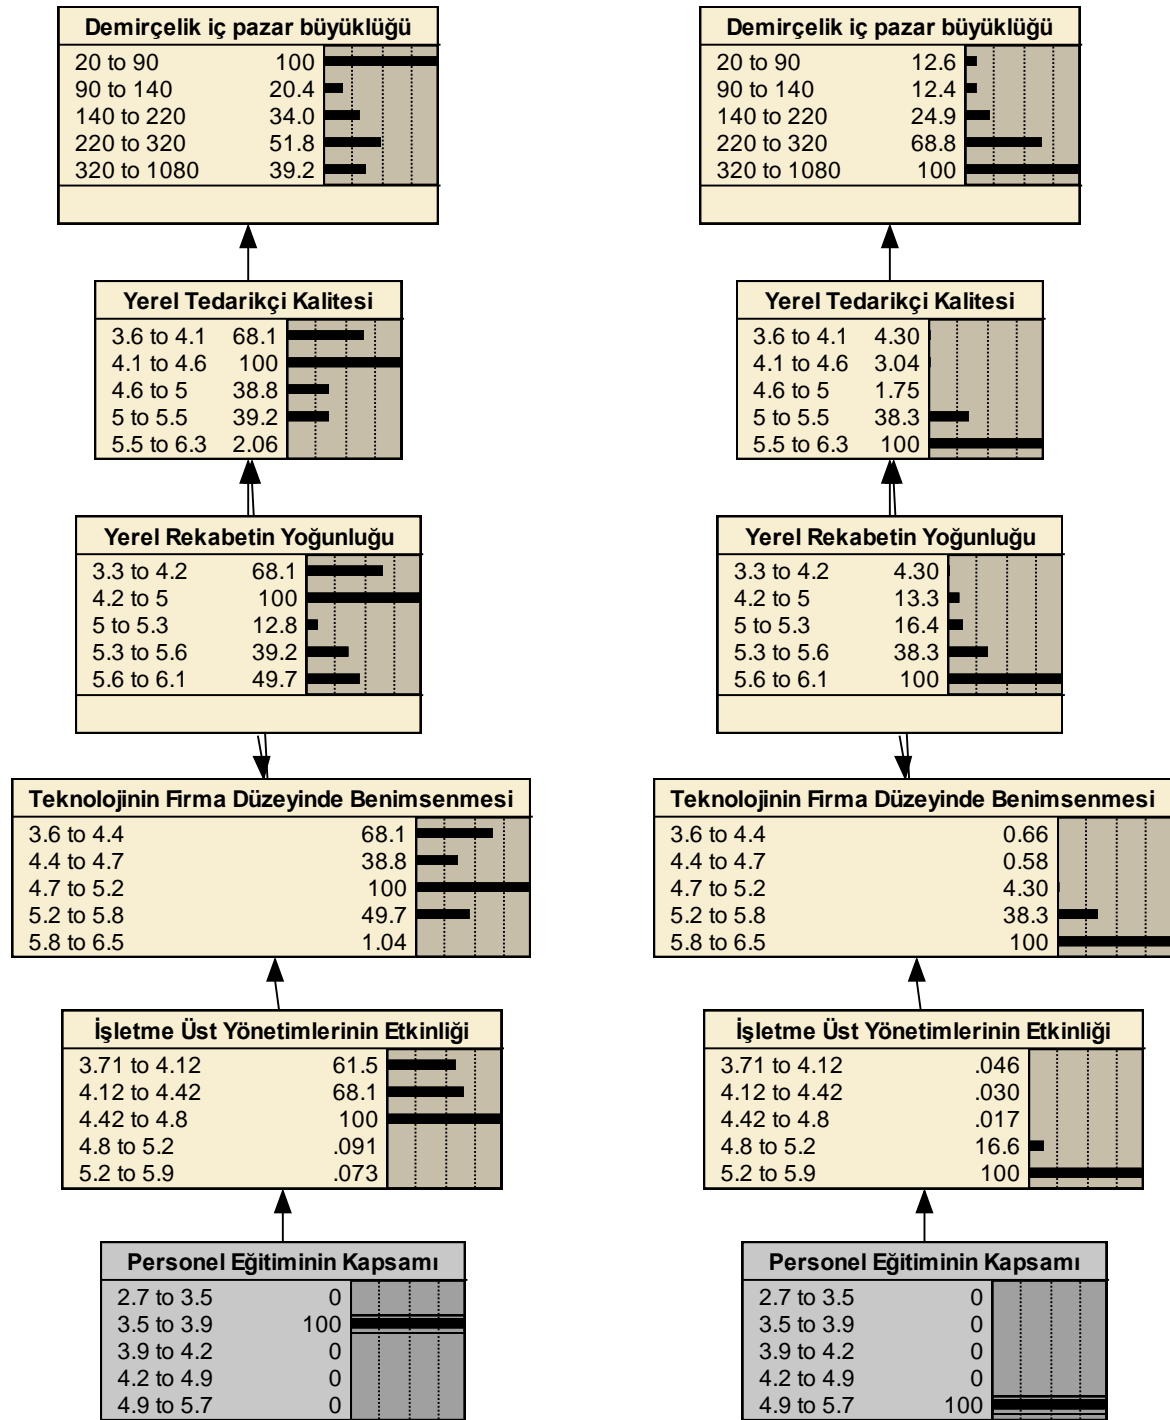 Demirçelik iç pazar büyüklüğü
20 to 90 100
90 to 140 20.4
140 to 220 34.0
220 to 320 51.8
320 to 1080 39.2
Yerel Tedarikçi Kalitesi
3.6 to 4.1 68.1
4.1 to 4.6 100
4.6 to 5 38.8
5 to 5.5 39.2
5.5 to 6.3 2.06
Yerel Rekabetin Yoğunluğu
3.3 to 4.2 68.1
4.2 to 5 100
5 to 5.3 12.8
5.3 to 5.6 39.2
5.6 to 6.1 49.7
Teknolojinin Firma Düzeyinde Benimsenmesi
3.6 to 4.4 68.1
4.4 to 4.7 38.8
4.7 to 5.2 100
5.2 to 5.8 49.7
5.8 to 6.5 1.04
İşletme Üst Yönetimlerinin Etkinliği
3.71 to 4.12 61.5
4.12 to 4.42 68.1
4.42 to 4.8 100
4.8 to 5.2 .091
5.2 to 5.9 .073
Personel Eğitiminin Kapsamı
2.7 to 3.5 0
3.5 to 3.9 100
3.9 to 4.2 0
4.2 to 4.9 0
4.9 to 5.7 0
Demirçelik iç pazar büyüklüğü
20 to 90 12.6
90 to 140 12.4
140 to 220 24.9
220 to 320 68.8
320 to 1080 100
Yerel Tedarikçi Kalitesi
3.6 to 4.1 4.30
4.1 to 4.6 3.04
4.6 to 5 1.75
5 to 5.5 38.3
5.5 to 6.3 100
Yerel Rekabetin Yoğunluğu
3.3 to 4.2 4.30
4.2 to 5 13.3
5 to 5.3 16.4
5.3 to 5.6 38.3
5.6 to 6.1 100
Teknolojinin Firma Düzeyinde Benimsenmesi
3.6 to 4.4 0.66
4.4 to 4.7 0.58
4.7 to 5.2 4.30
5.2 to 5.8 38.3
5.8 to 6.5 100
İşletme Üst Yönetimlerinin Etkinliği
3.71 to 4.12 .046
4.12 to 4.42 .030
4.42 to 4.8 .017
4.8 to 5.2 16.6
5.2 to 5.9 100
Personel Eğitiminin Kapsamı
2.7 to 3.5 0
3.5 to 3.9 0
3.9 to 4.2 0
4.2 to 4.9 0
4.9 to 5.7 100